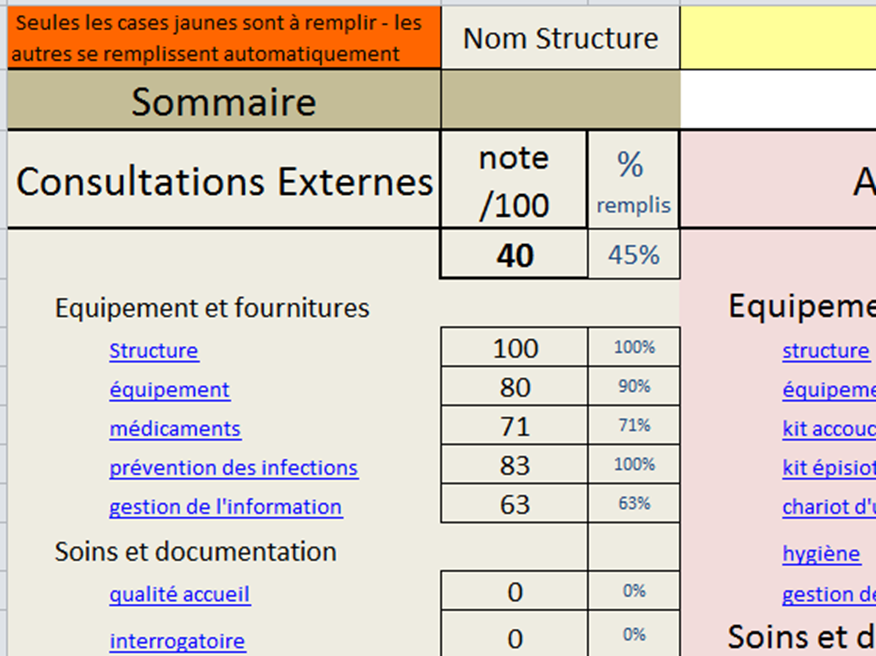 Seules les cases jaunes sont à remplir - les
autres se remplissent automatiquement
Nom Structure
Sommaire
Consultations Externes
note
/100
%
remplis
A
40 45%
Equipement et fournitures
Structure 100 100%
équipement 80 90%
médicaments 71 71%
prévention des infections 83 100%
gestion de l'information 63 63%
Soins et documentation
qualité accueil 0 0%
interrogatoire 0 0%
Equipeme
structure
équipeme
kit accouc
kit épisiot
chariot d'u
hygiène
gestion de
Soins et d